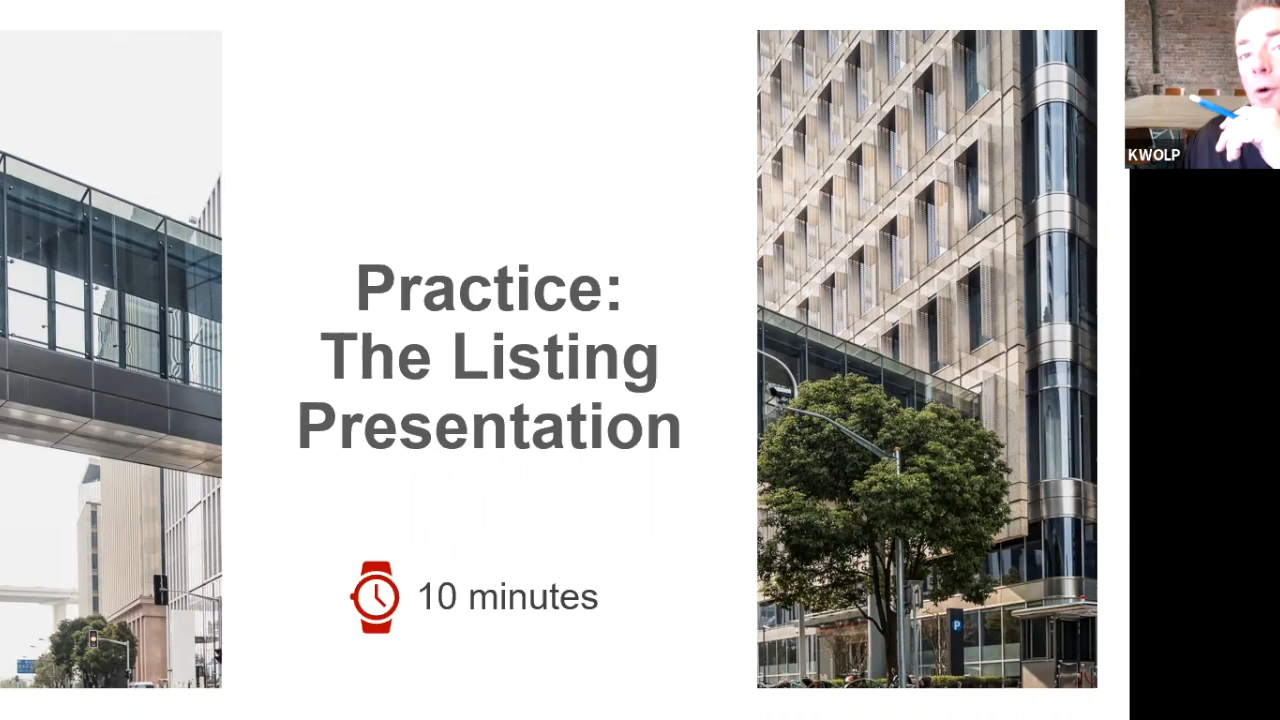 Practice:
The Listing
Presentation
10 minutes
KWOLP
P